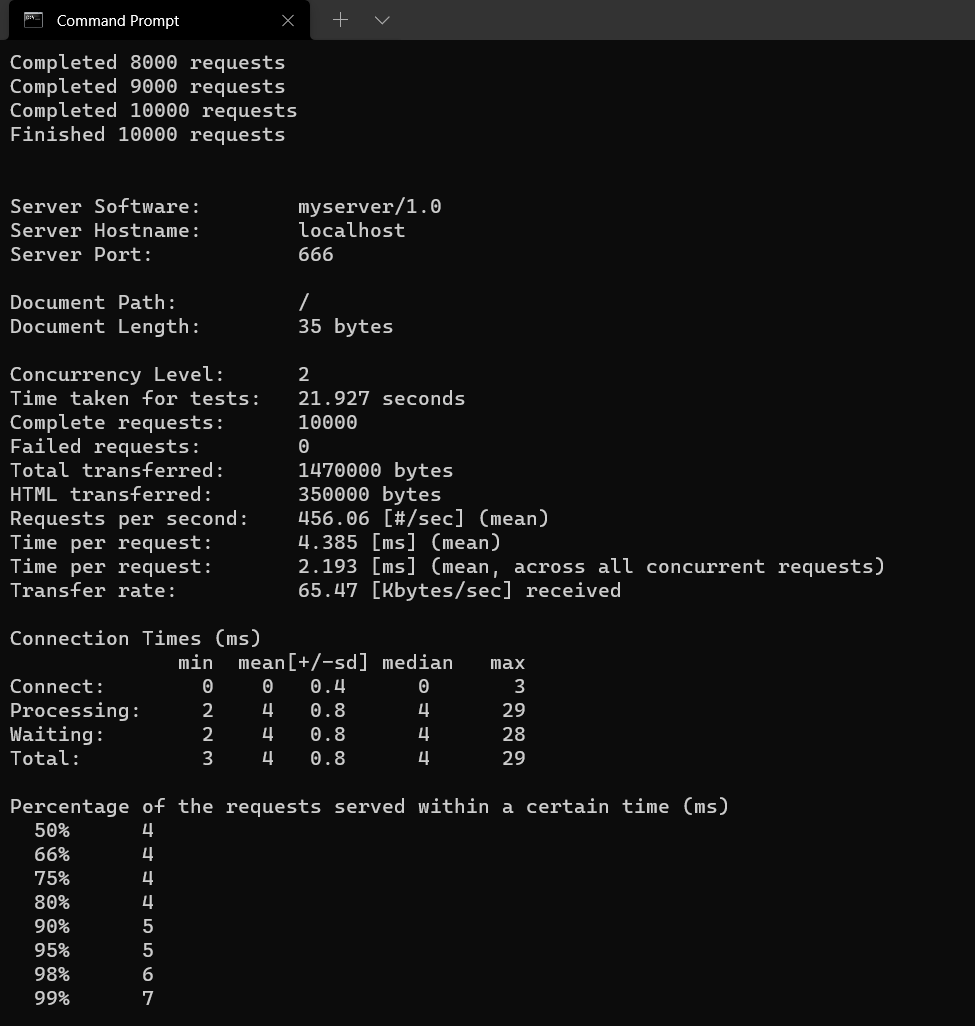 Command Prompt
Completed 8000 requests
Completed 9000 requests
Completed 10000 requests
Finished 10000 requests
Server Software: myserver/1.0
Server Hostname: localhost
Server Port: 666
Document Path: /
Document Length: 35 bytes
Concurrency Level: 2
Time taken for tests: 21.927 seconds
Complete requests: 10000
Failed requests: 0
Total transferred: 1470000 bytes
HTML transferred: 350000 bytes
Requests per second: 456.06 [#/sec] (mean)
Time per request: 4.385 [ms] (mean)
Time per request: 2.193 [ms] (mean, across all concurrent requests)
Transfer rate: 65.47 [Kbytes/sec] received
Connection Times (ms)
min mean[+/-sd] median max
Connect: 0 0 0.4 0 3
Processing: 2 4 0.8 4 29
Waiting: 2 4 0.8 4 28
Total: 3 4 0.8 4 29
Percentage of the requests served within a certain time (ms)
50% 4
66% 4
75% 4
80% 4
90% 5
95% 5
98% 6
99% 7